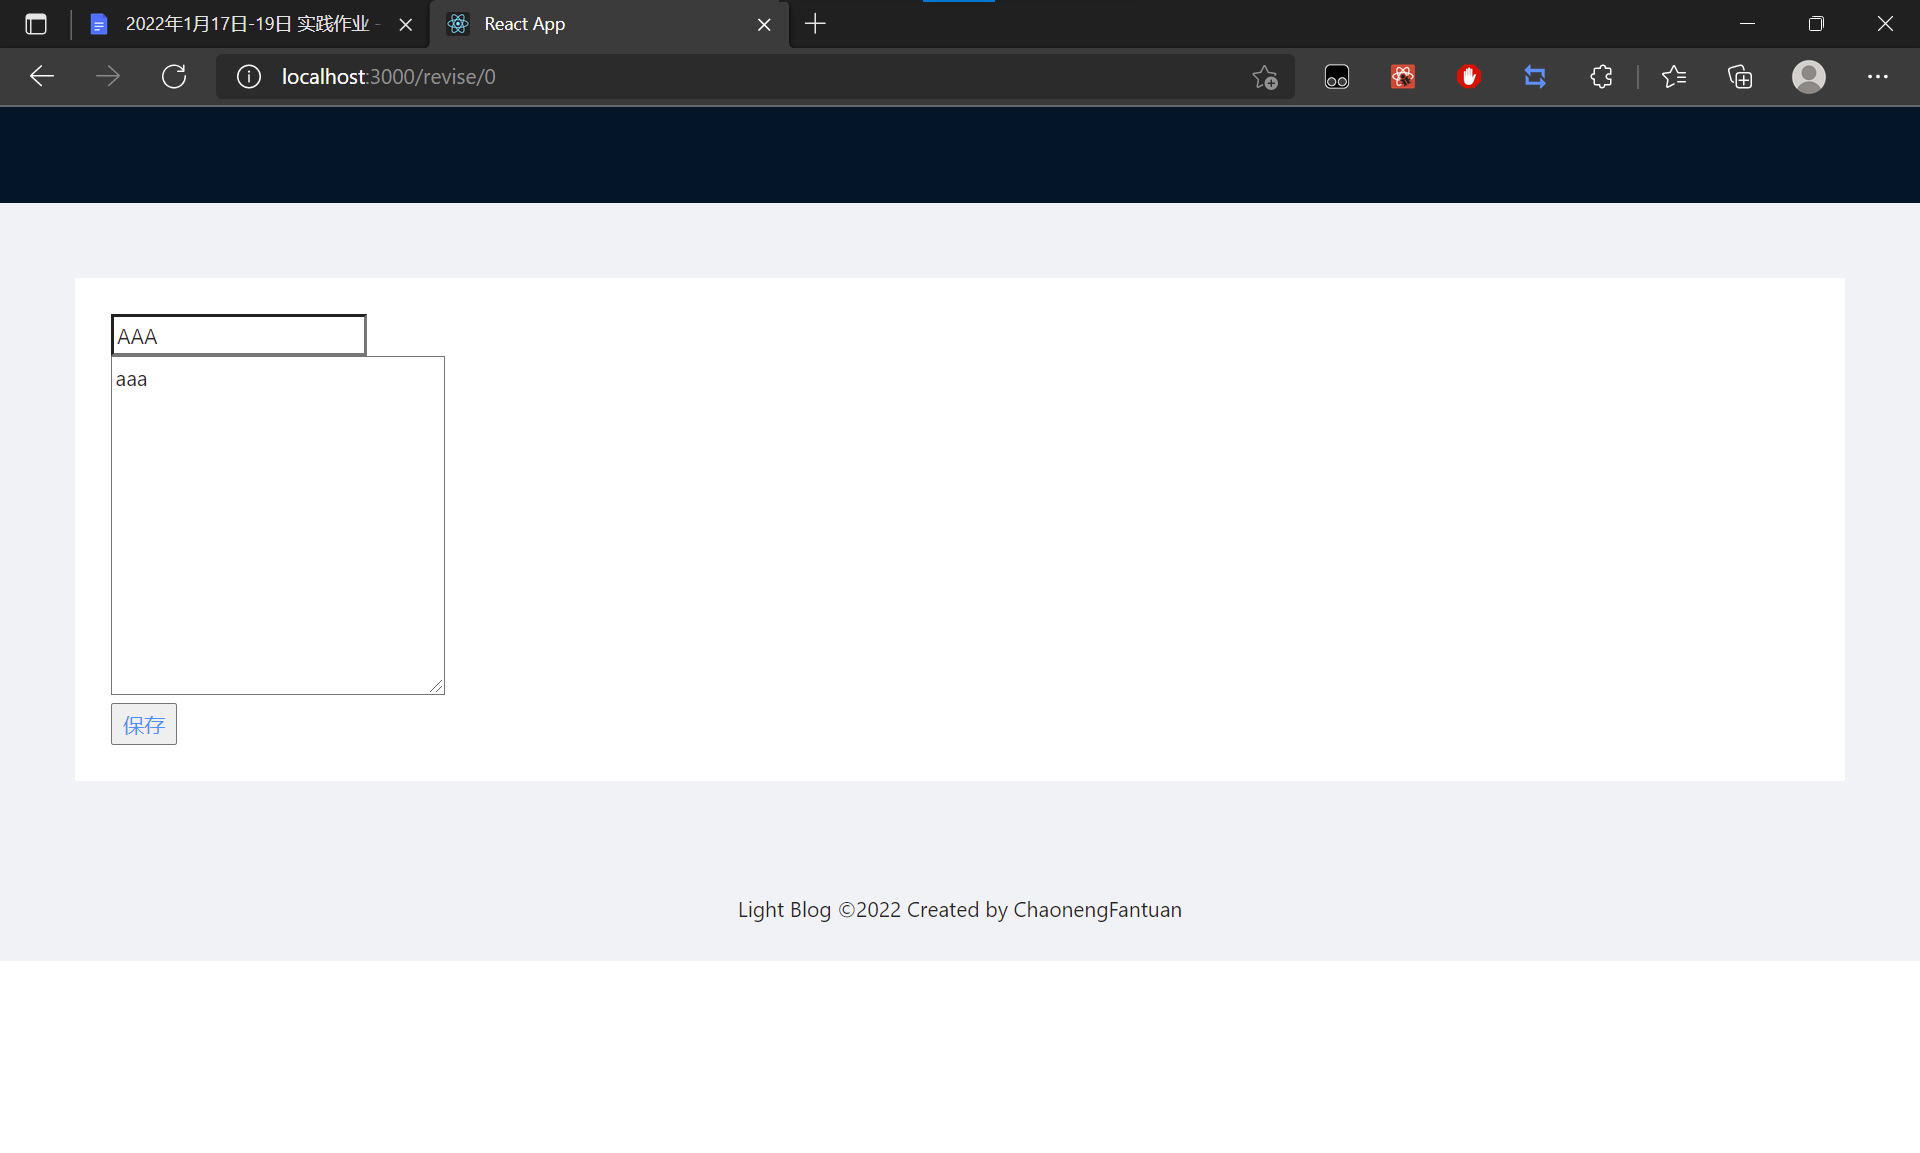 2022年1月17日-19日 实践作业 -
React App
localhost:3000/revise/0
AAA
aaa
保存
Light Blog ©2022 Created by ChaonengFantuan